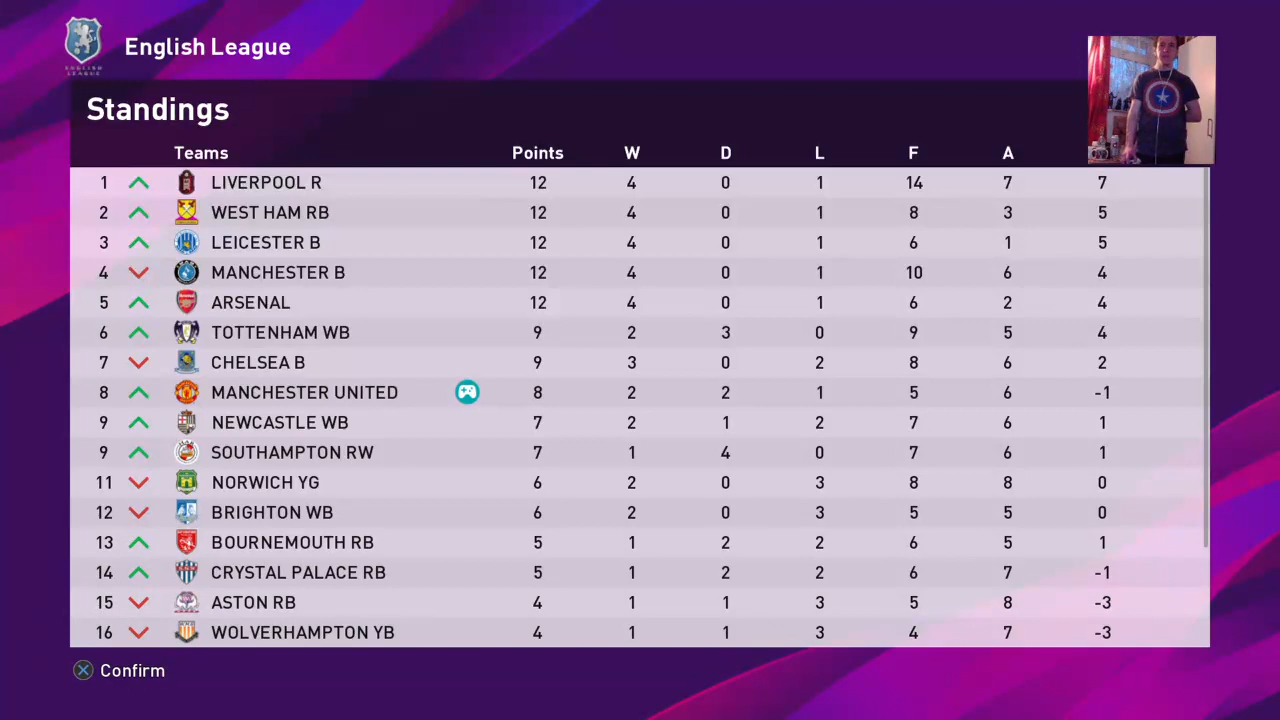 English League
ENGLISH
LEAGUE
Standings
Teams Points W D L F A
1 LIVERPOOL R 12 4 0 1 14 7 7
2 WEST HAM RB 12 4 0 1 8 3 5
3 LEICESTER B 12 4 0 1 6 1 5
4 MANCHESTER B 12 4 0 1 10 6 4
5 ARSENAL 12 4 0 1 6 2 4
6 TOTTENHAM WB 9 2 3 0 9 5 4
7 CHELSEA B 9 3 0 2 8 6 2
8 MANCHESTER UNITED 8 2 2 1 5 6 -1
9 NEWCASTLE WB 7 2 1 2 7 6 1
9 SOUTHAMPTON RW 7 1 4 0 7 6 1
11 NORWICH YG 6 2 0 3 8 8 0
12 BRIGHTON WB 6 2 0 3 5 5 0
13 BOURNEMOUTH RB 5 1 2 2 6 5 1
14 CRYSTAL PALACE RB 5 1 2 2 6 7 -1
15 ASTON RB 4 1 1 3 5 8 -3
16 WOLVERHAMPTON YB 4 1 1 3 4 7 -3
Confirm